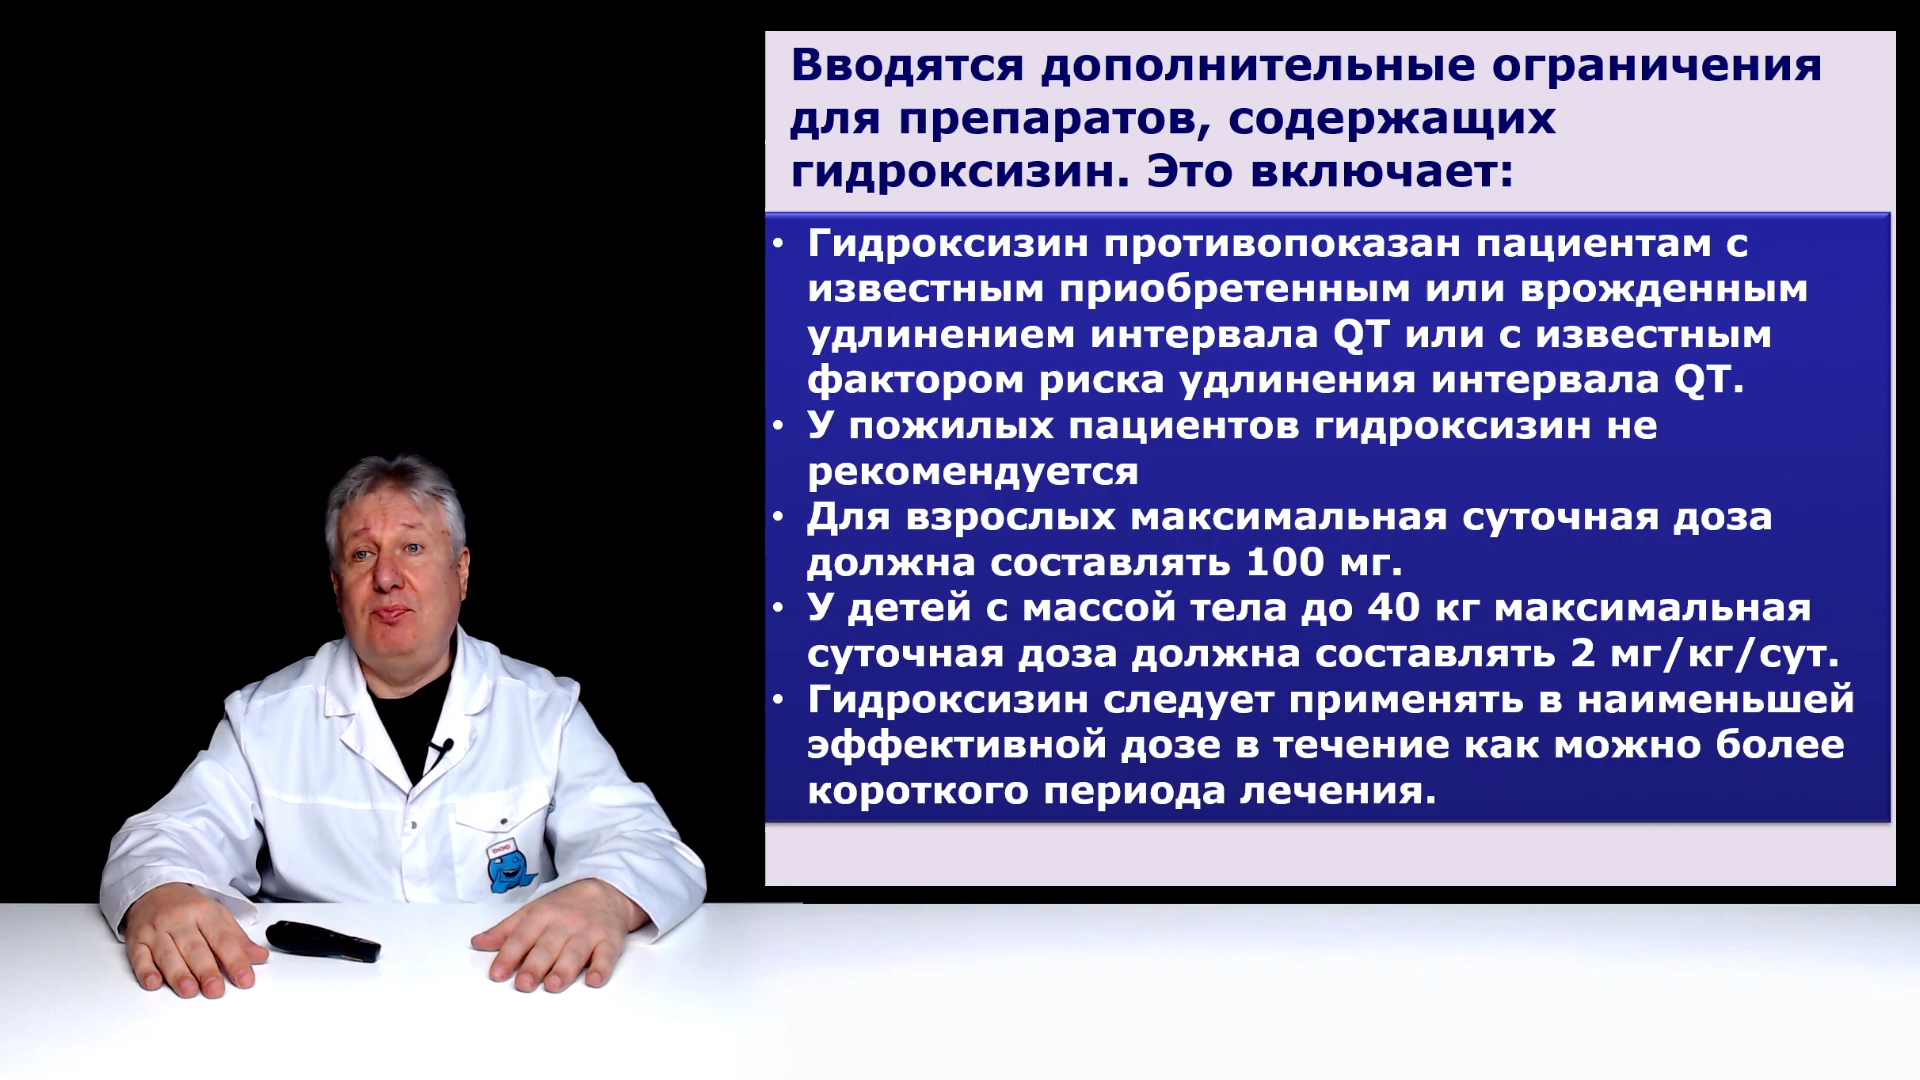 Вводятся дополнительные ограничения
для препаратов, содержащих
гидроксизин. Это включает:
• Гидроксизин противопоказан пациентам с
известным приобретенным или врожденным
удлинением интервала QT или с известным
фактором риска удлинения интервала QT.
• У пожилых пациентов гидроксизин не
рекомендуется
• Для взрослых максимальная суточная доза
должна составлять 100 мг.
• У детей с массой тела до 40 кг максимальная
суточная доза должна составлять 2 мг/кг/сут.
• Гидроксизин следует применять в наименьшей
эффективной дозе в течение как можно более
короткого периода лечения.